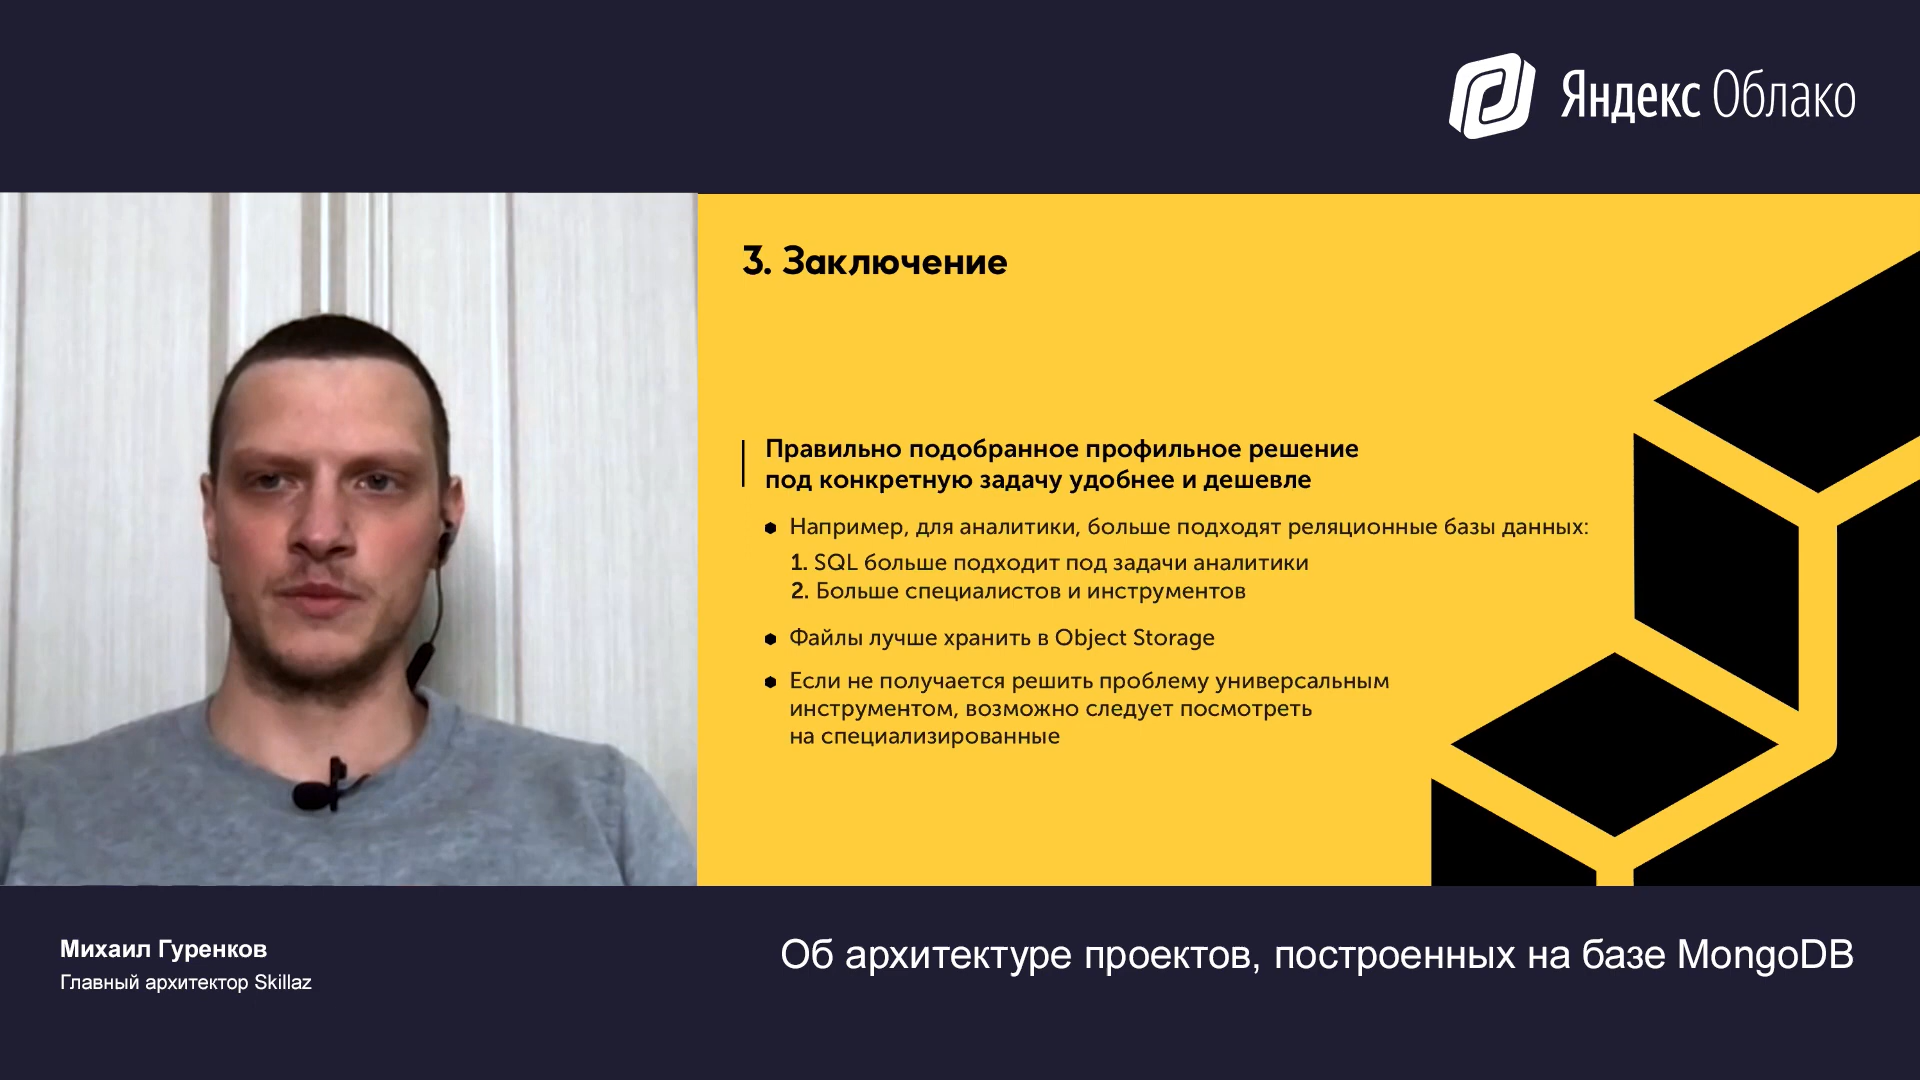 Яндекс Облако
3. Заключение
Правильно подобранное профильное решение
под конкретную задачу удобнее и дешевле
Например, для аналитики, больше подходят реляционные базы данных:
1. SQL больше подходит под задачи аналитики
2. Больше специалистов и инструментов
Файлы лучше хранить в Object Storage
Если не получается решить проблему универсальным
инструментом, возможно следует посмотреть
на специализированные
Михаил Гуренков
Главный архитектор Skillaz
Об архитектуре проектов, построенных на базе MongoDB